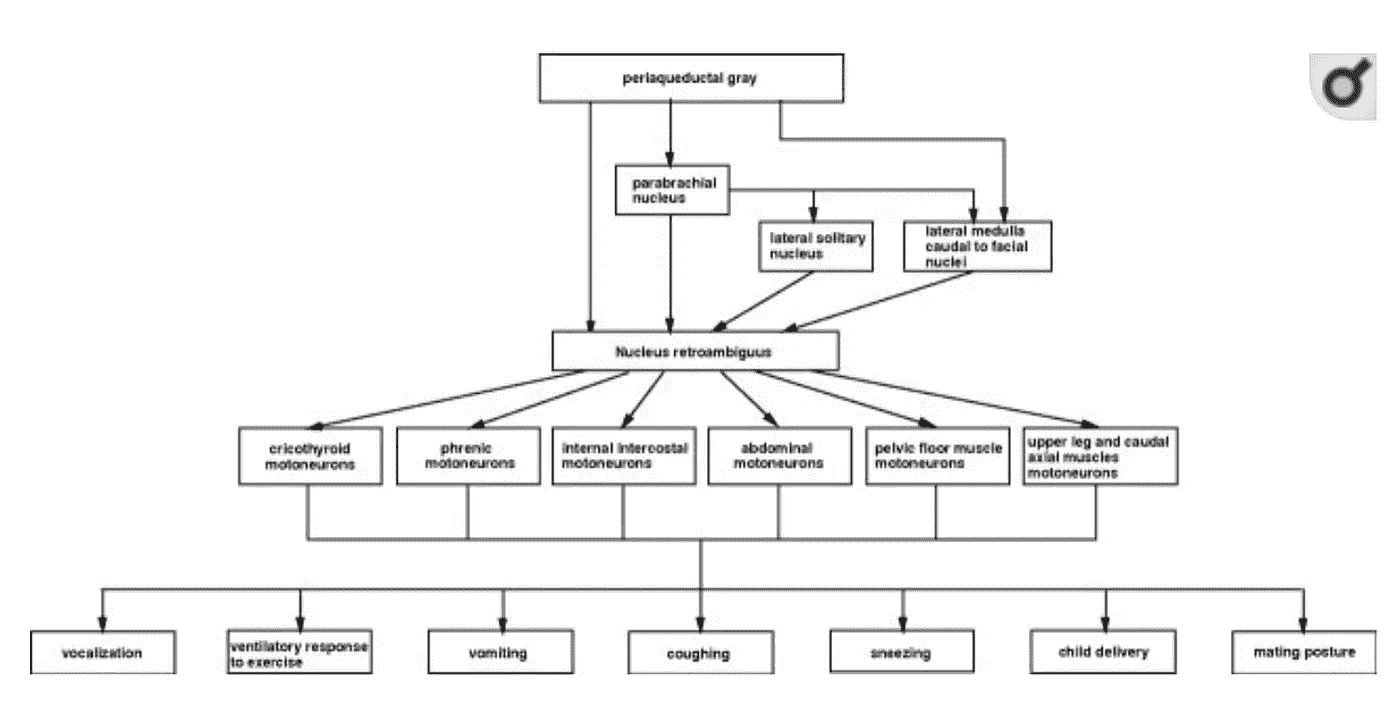 periaqueductal gray
parabrachial
nucleus
lateral solitary
nucleus
lateral medulla
caudal to facial
nuclei
Nucleus retroambiguus
cricothyroid
motoneurons
phrenic
motoneurons
internal intercostal
motoneurons
abdominal
motoneurons
pelvic floor muscle
motoneurons
upper leg and caudal
axial muscles
motoneurons
vocalization
ventilatory response
to exercise
vomiting
coughing
sneezing
child delivery
mating posture